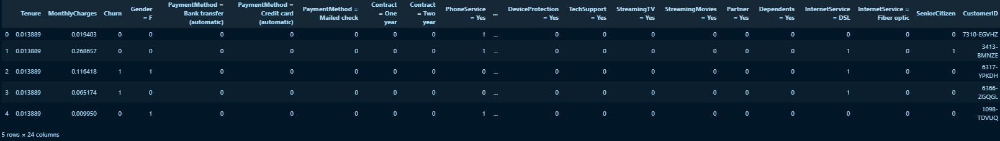 Tenure MonthlyCharges Churn Gender = F PaymentMethod = Bank transfer (automatic) PaymentMethod = Credit card (automatic) PaymentMethod = Mailed check Contract = One year Contract = Two year PhoneService = Yes ... DeviceProtection = Yes TechSupport = Yes StreamingTV = Yes StreamingMovies = Yes Partner = Yes Dependents = Yes InternetService = DSL InternetService = Fiber optic SeniorCitizen CustomerID
0 0.013889 0.019403 0 0 0 0 0 0 0 1 ... 0 0 0 0 0 0 0 0 0 7310-EGVHZ
1 0.013889 0.268657 0 0 0 0 0 0 0 1 ... 0 0 0 0 0 0 1 0 1 3413-BMNZE
2 0.013889 0.116418 1 1 0 0 0 0 0 0 ... 0 0 0 0 0 0 1 0 0 6317-YPKDH
3 0.013889 0.065174 1 0 0 0 0 0 0 0 ... 0 0 0 0 0 0 1 0 0 6366-ZGQGL
4 0.013889 0.009950 0 1 0 0 0 0 0 1 ... 0 0 0 0 0 0 0 0 0 1098-TDVUQ
5 rows × 24 columns